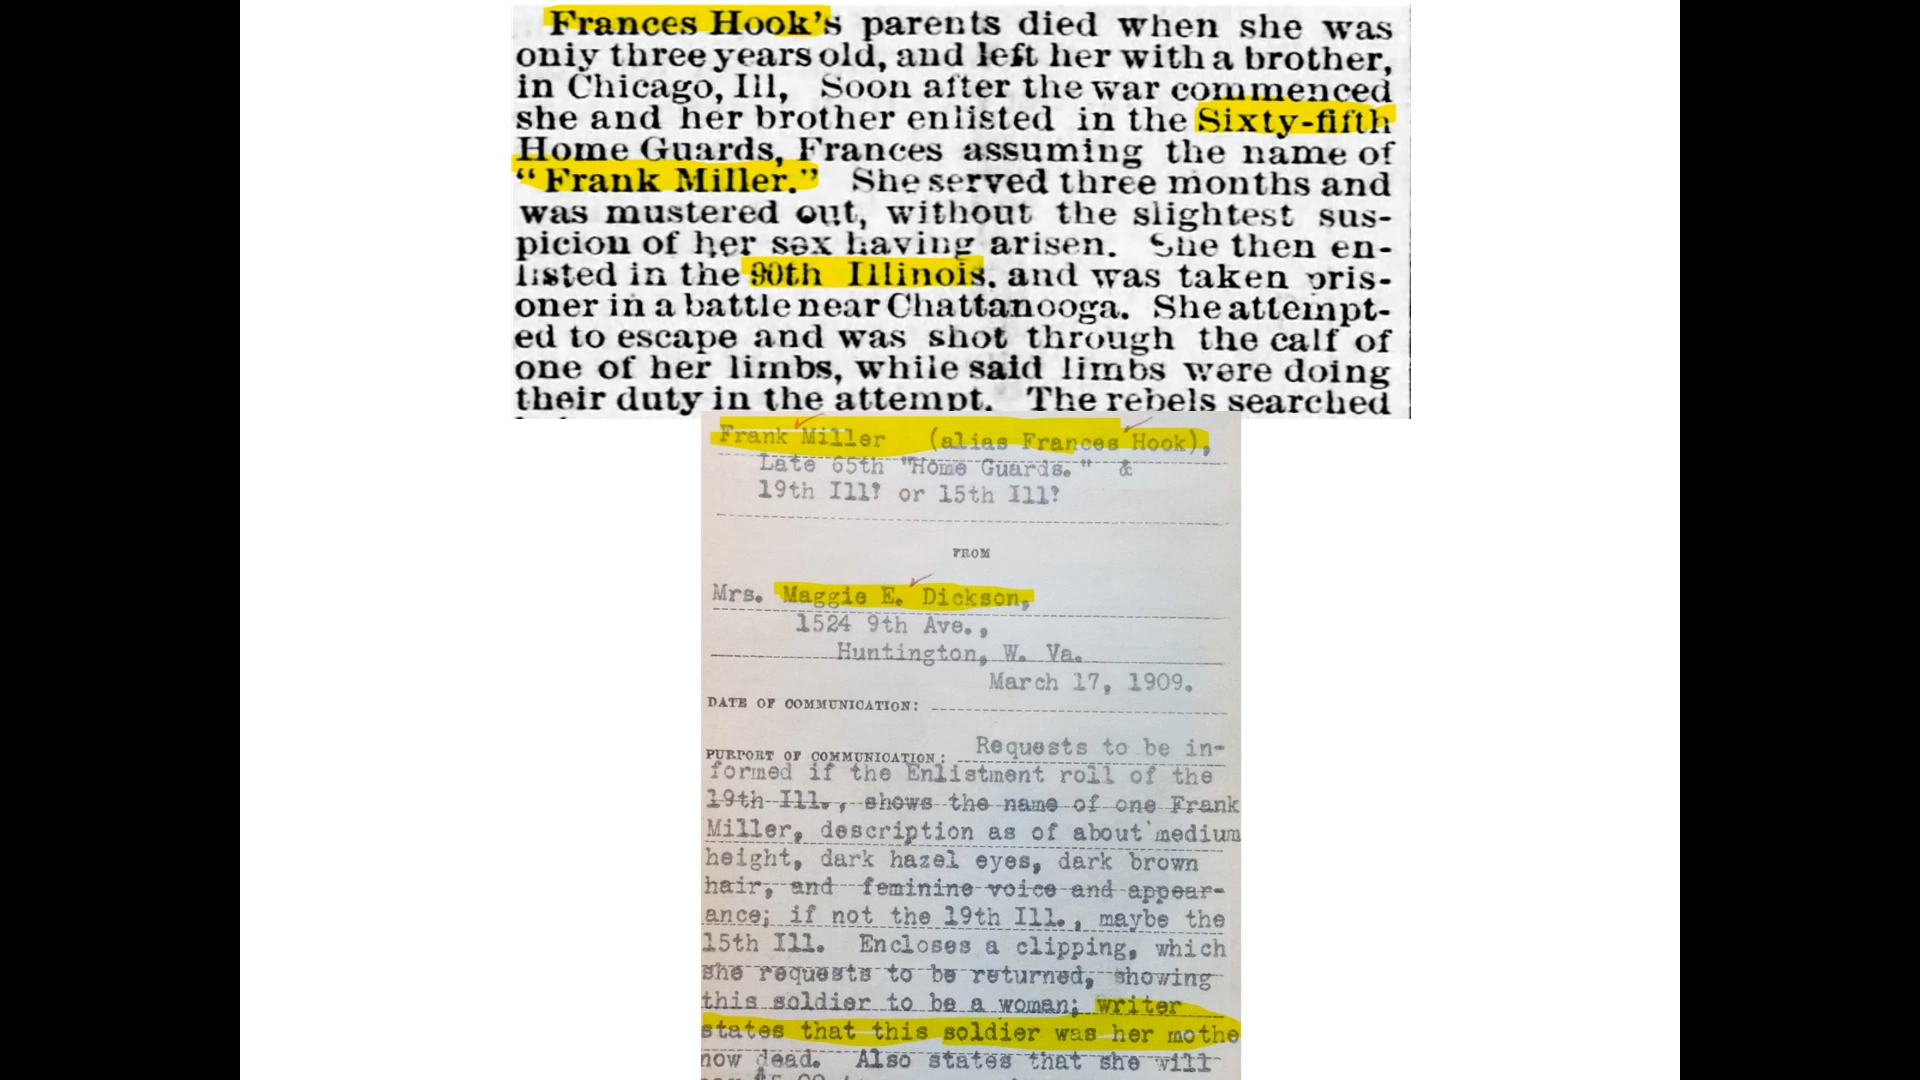 Frances Hook's parents died when she was
only three years old, and left her with a brother,
in Chicago, Ill, Soon after the war commenced
she and her brother enlisted in the Sixty-fifth
Home Guards, Frances assuming the name of
"Frank Miller." She served three months and
was mustered out, without the slightest sus-
picion of her sex having arisen. She then en-
listed in the 90th Illinois, and was taken pris-
oner in a battle near Chattanooga. She attempt-
ed to escape and was shot through the calf of
one of her limbs, while said limbs were doing
their duty in the attempt. The rebels searched
Frank Miller (alias Frances Hook),
Late 65th "Home Guards." &
19th Ill? or 15th Ill?
FROM
Mrs. Maggie E. Dickson,
1524 9th Ave.,
Huntington, W. Va.
March 17, 1909.
DATE OF COMMUNICATION:
PURPORT OF COMMUNICATION: Requests to be in-
formed if the Enlistment roll of the
19th Ill., shows the name of one Frank
Miller, description as of about medium
height, dark hazel eyes, dark brown
hair, and feminine voice and appear-
ance; if not the 19th Ill., maybe the
15th Ill. Encloses a clipping, which
she requests to be returned, showing
this soldier to be a woman; writer
states that this soldier was her mothe
now dead. Also states that she will